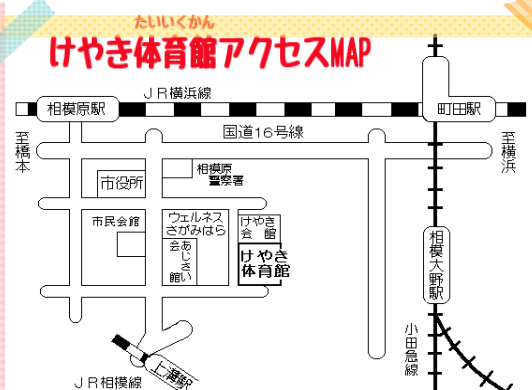 たいいくかん
けやき体育館アクセスMAP
JR横浜線
相模原駅
町田駅
至橋本
国道16号線
至横浜
相模原
警察署
市役所
市民会館
ウェルネス
さがみはら
けやき
会館
あじさい
会館
けやき
体育館
相模大野駅
小田急線
上溝駅
JR相模線